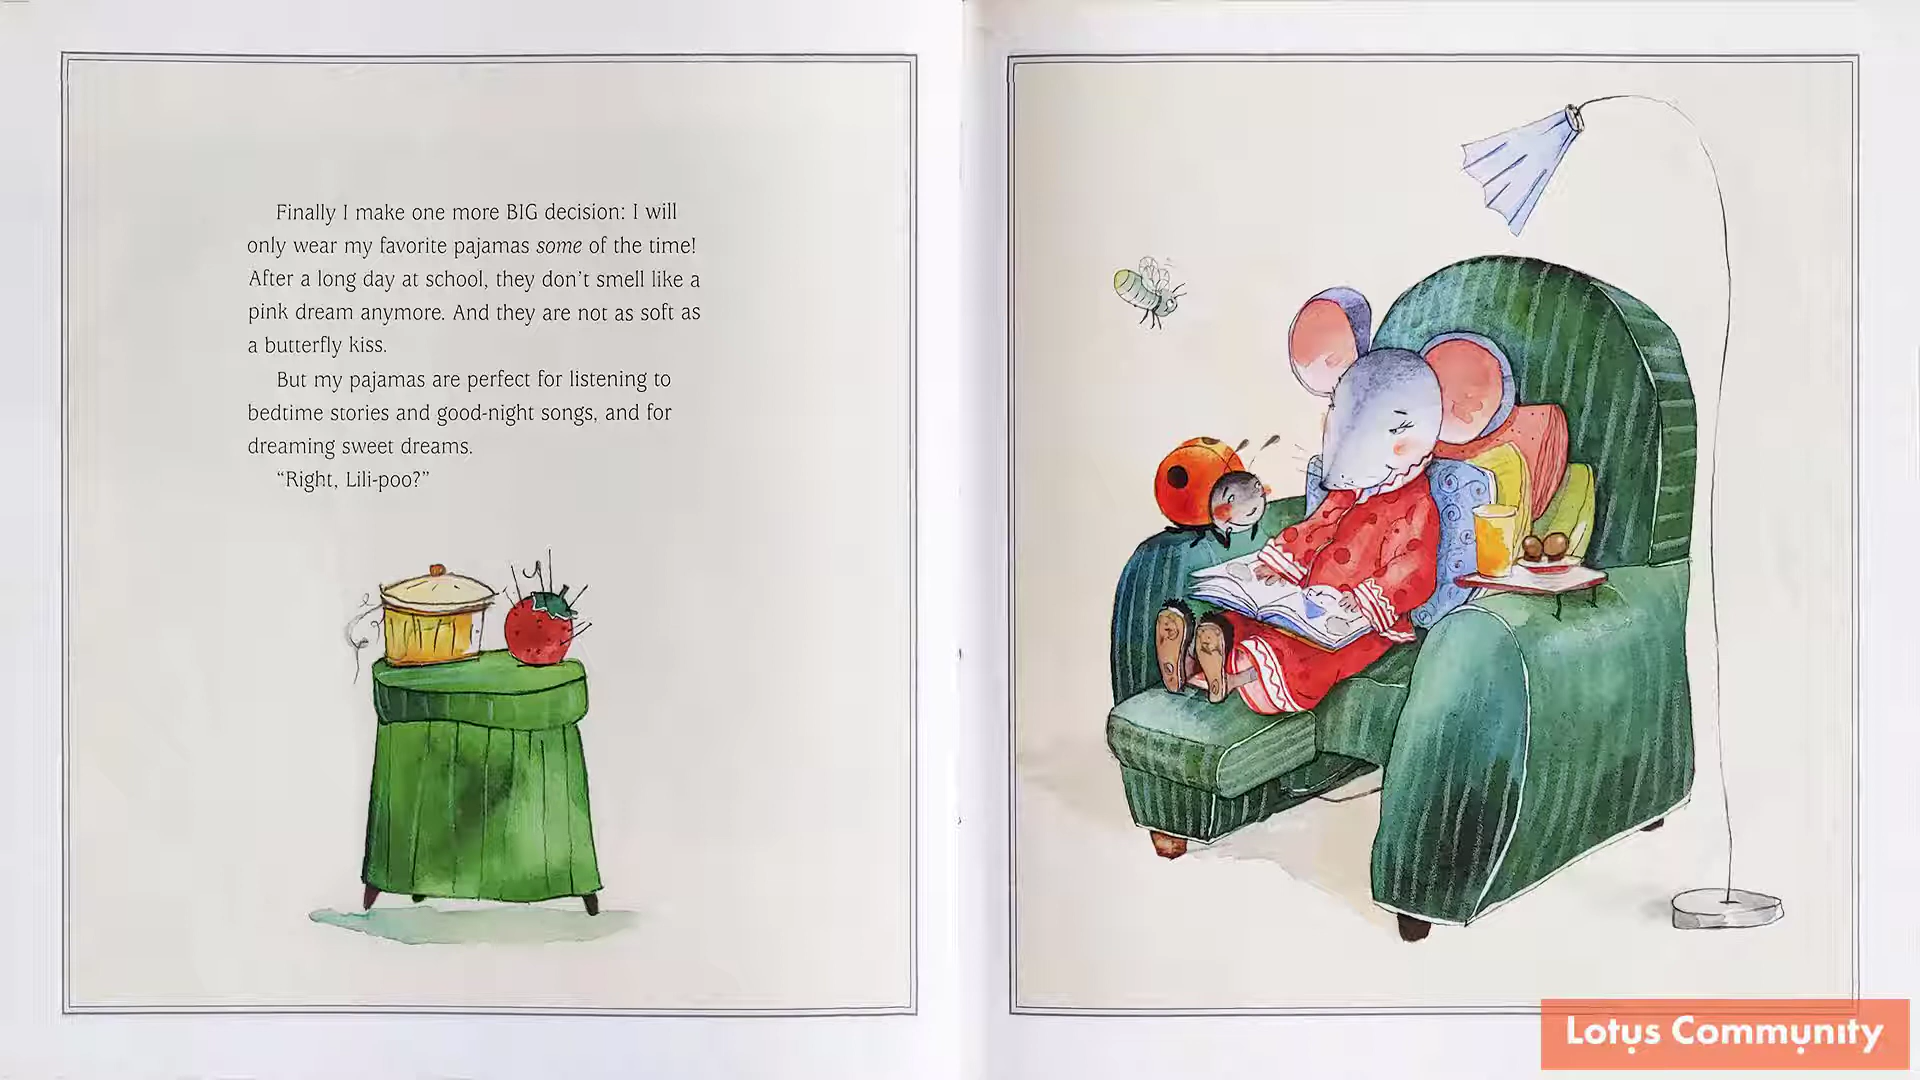 Finally I make one more BIG decision: I will
only wear my favorite pajamas some of the time!
After a long day at school, they don't smell like a
pink dream anymore. And they are not as soft as
a butterfly kiss.
But my pajamas are perfect for listening to
bedtime stories and good-night songs, and for
dreaming sweet dreams.
“Right, Lili-poo?”
Lotus Community